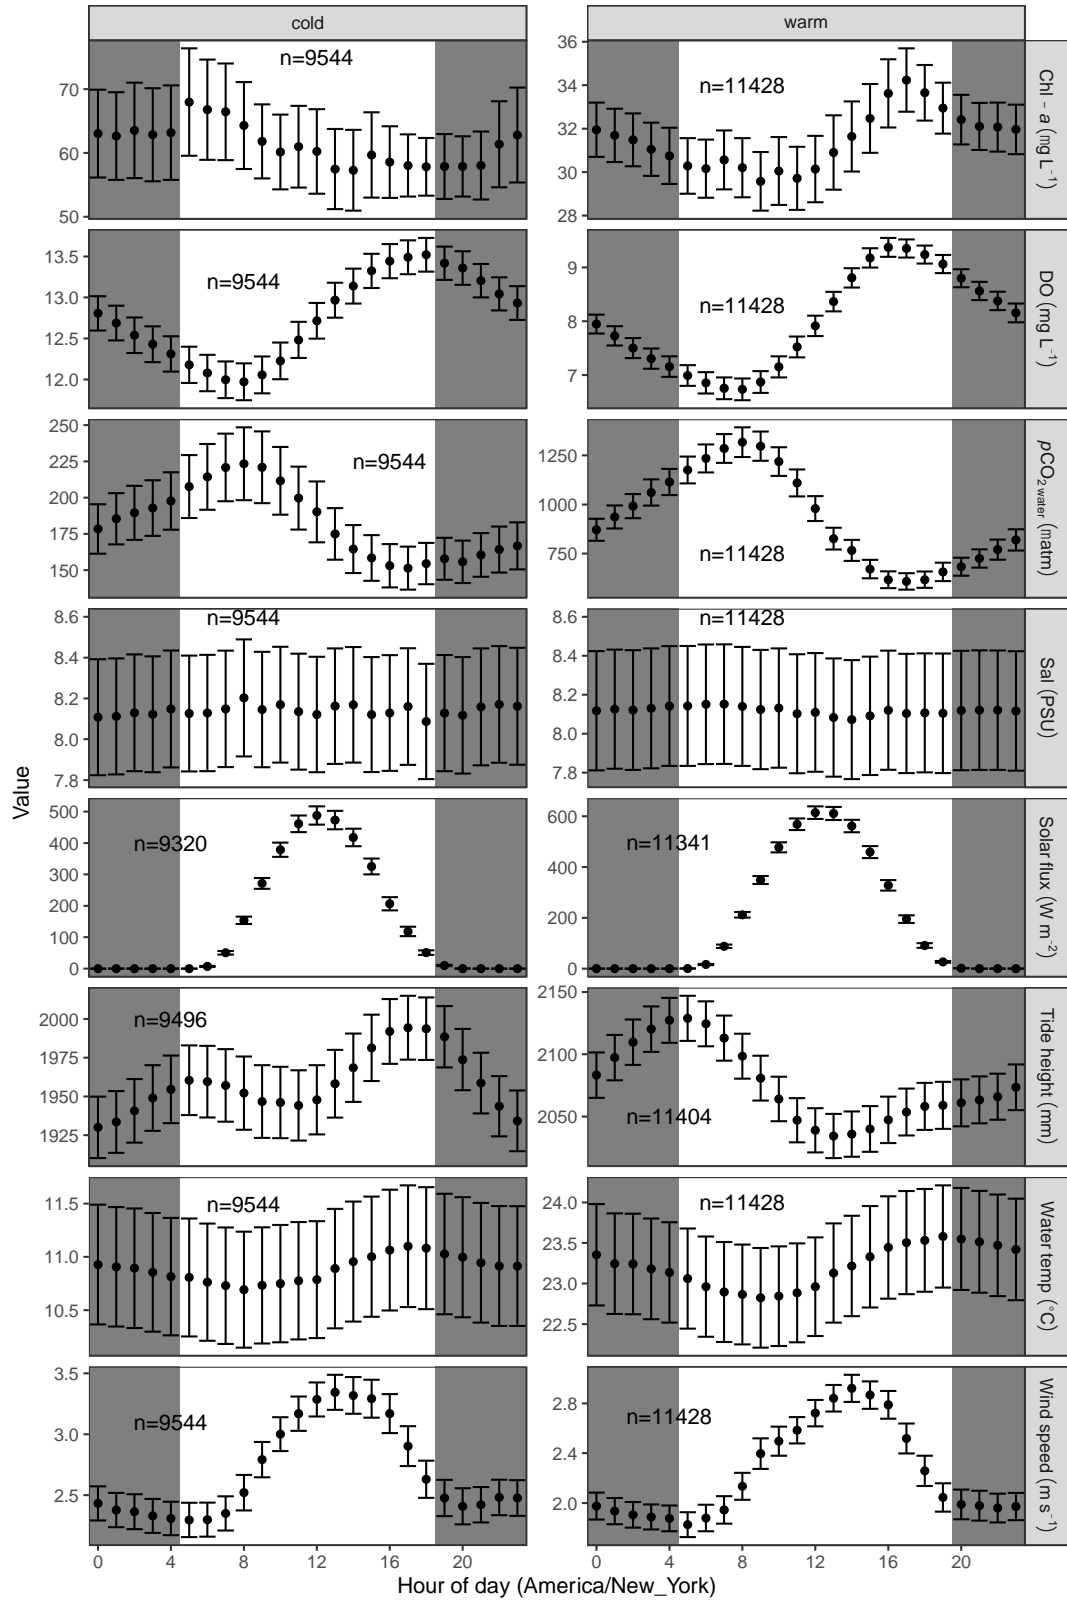 cold
warm
n=9544
n=11428
70
60
50
36
34
32
30
28
Chl − a (mg L⁻¹)
n=9544
n=11428
13.5
13.0
12.5
12.0
9
8
7
DO (mg L⁻¹)
n=9544
n=11428
250
225
200
175
150
1250
1000
750
pCO₂ water (matm)
n=9544
n=11428
8.6
8.4
8.2
8.0
7.8
8.6
8.4
8.2
8.0
7.8
Sal (PSU)
n=9320
n=11341
500
400
300
200
100
0
600
400
200
0
Solar flux (W m⁻²)
n=9496
n=11404
2000
1975
1950
1925
2150
2100
2050
Tide height (mm)
n=9544
n=11428
11.5
11.0
10.5
24.0
23.5
23.0
22.5
Water temp (°C)
n=9544
n=11428
3.5
3.0
2.5
2.8
2.4
2.0
Wind speed (m s⁻¹)
0 4 8 12 16 20
0 4 8 12 16 20
Value
Hour of day (America/New_York)